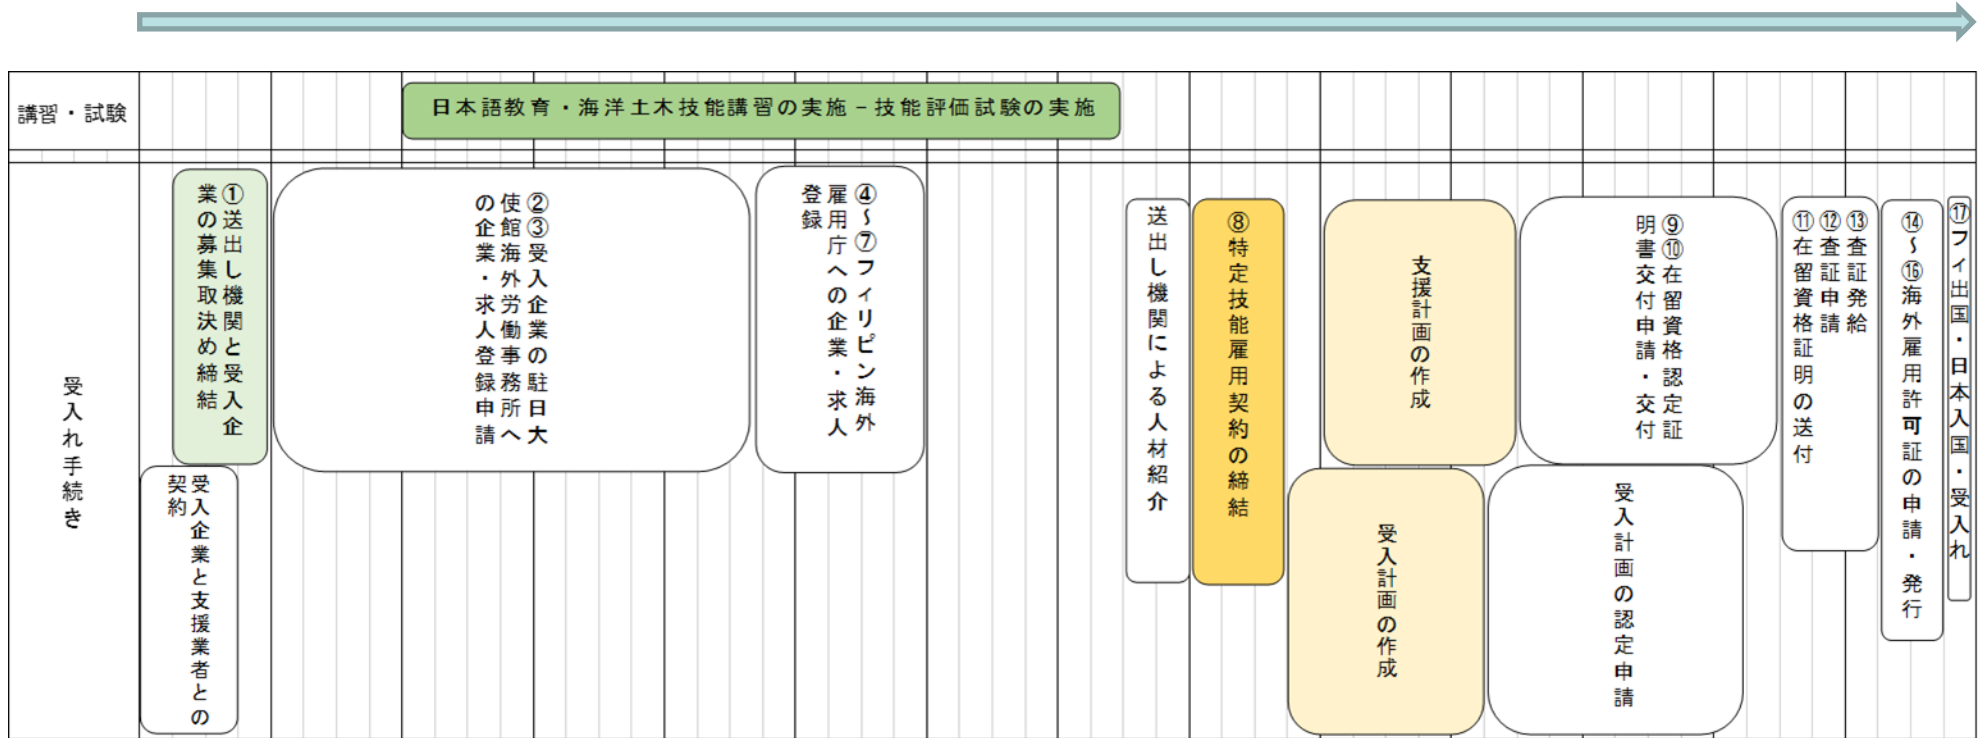 講習・試験
日本語教育・海洋土木技能講習の実施－技能評価試験の実施
受入れ手続き
①送出し機関と受入企
業の募集取決め締結
受入企業と支援業者との
契約
②③受入企業の駐日大
使館海外労働事務所へ
の企業・求人登録申請
④～⑦フィリピン海外
雇用庁への企業・求人
登録
送出し機関による人材紹介
⑧特定技能雇用契約の締結
支援計画の作成
受入計画の作成
⑨⑩在留資格認定証
明書交付申請・交付
受入計画の認定申請
⑬査証発給
⑫査証申請
⑪在留資格証明の送付
⑭～⑯海外雇用許可証の申請・発行
⑰フィ出国・日本入国・受入れ